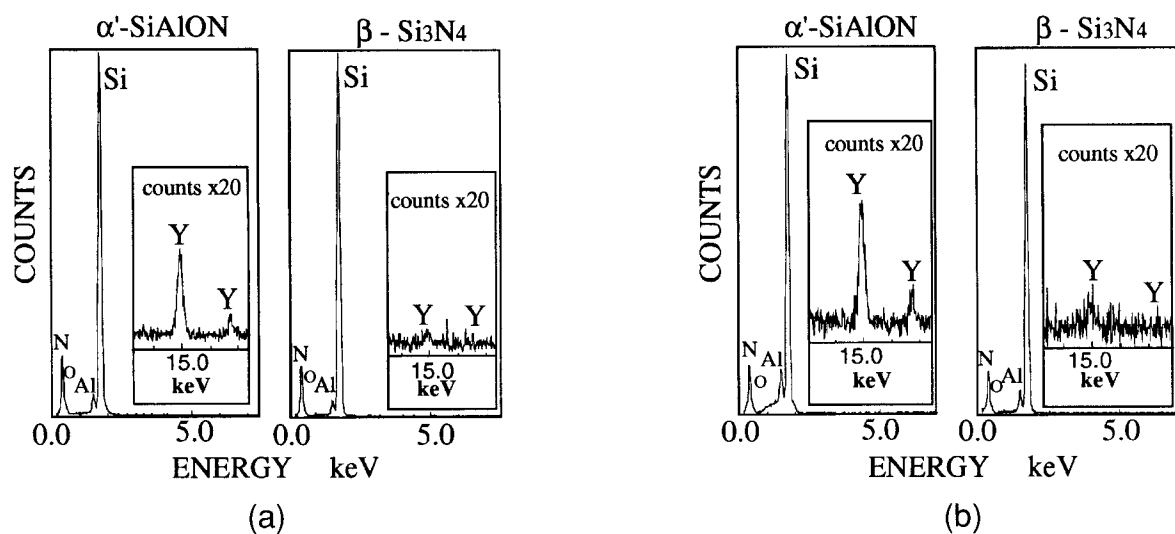 α'-SiAlON
β - Si3N4
COUNTS
Si
counts x20
Y
Y
15.0
keV
N
O
Al
Si
counts x20
Y
Y
15.0
keV
N
O
Al
0.0
5.0
0.0
5.0
ENERGY keV
(a)
α'-SiAlON
β - Si3N4
COUNTS
Si
counts x20
Y
Y
15.0
keV
N
O
Al
Si
counts x20
Y
Y
15.0
keV
N
O
Al
0.0
5.0
0.0
5.0
ENERGY keV
(b)